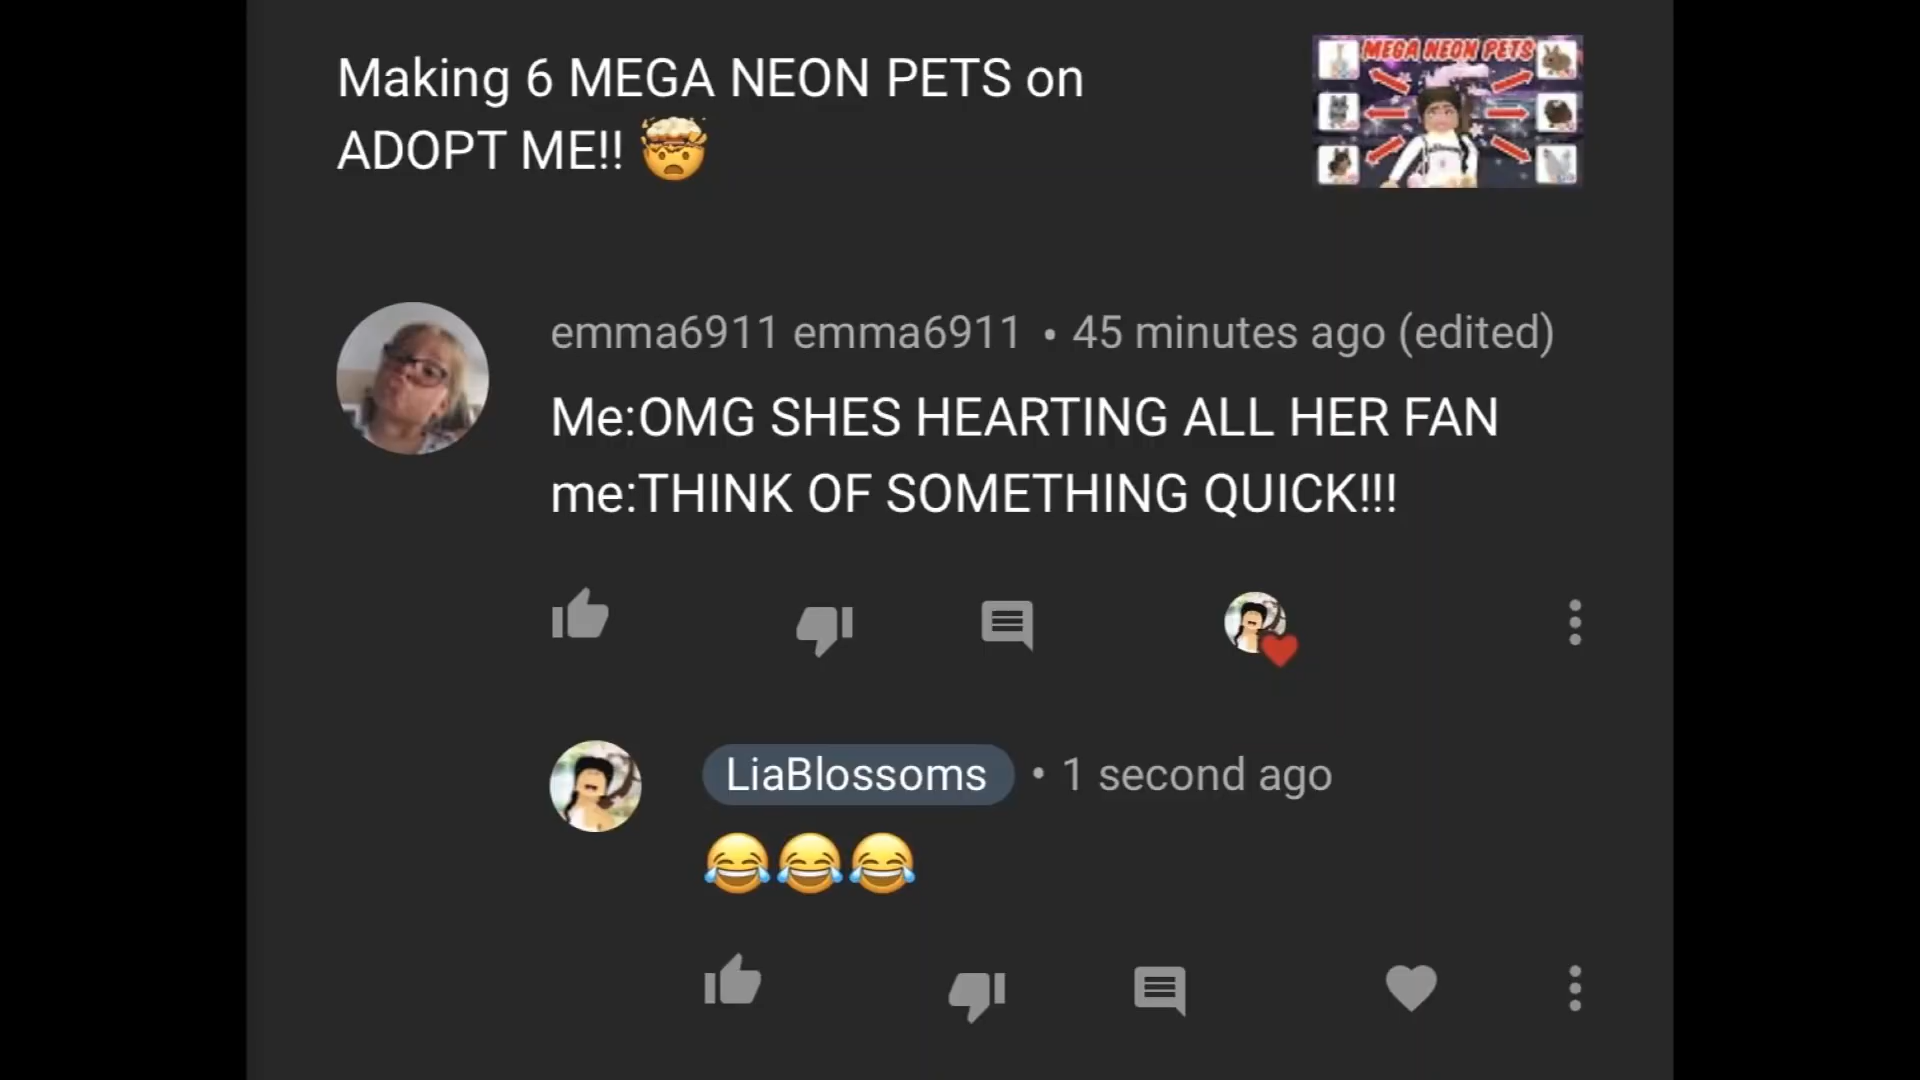 Making 6 MEGA NEON PETS on
ADOPT ME!! 🤯
MEGA NEON PETS
emma6911 emma6911 • 45 minutes ago (edited)
Me:OMG SHES HEARTING ALL HER FAN
me:THINK OF SOMETHING QUICK!!!
LiaBlossoms • 1 second ago
😂😂😂